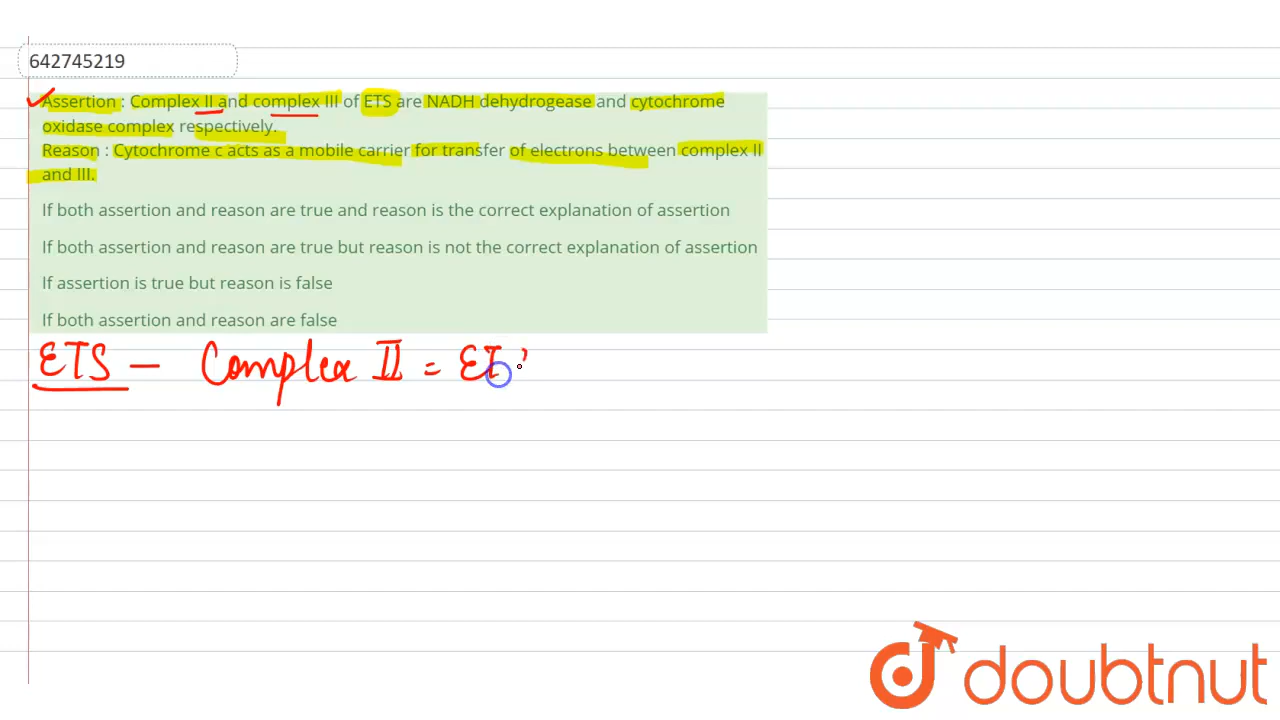 642745219
Assertion : Complex II and complex III of ETS are NADH dehydrogease and cytochrome
oxidase complex respectively.
Reason : Cytochrome c acts as a mobile carrier for transfer of electrons between complex II
and III.
If both assertion and reason are true and reason is the correct explanation of assertion
If both assertion and reason are true but reason is not the correct explanation of assertion
If assertion is true but reason is false
If both assertion and reason are false
ETS - Complex II =
doubtnut